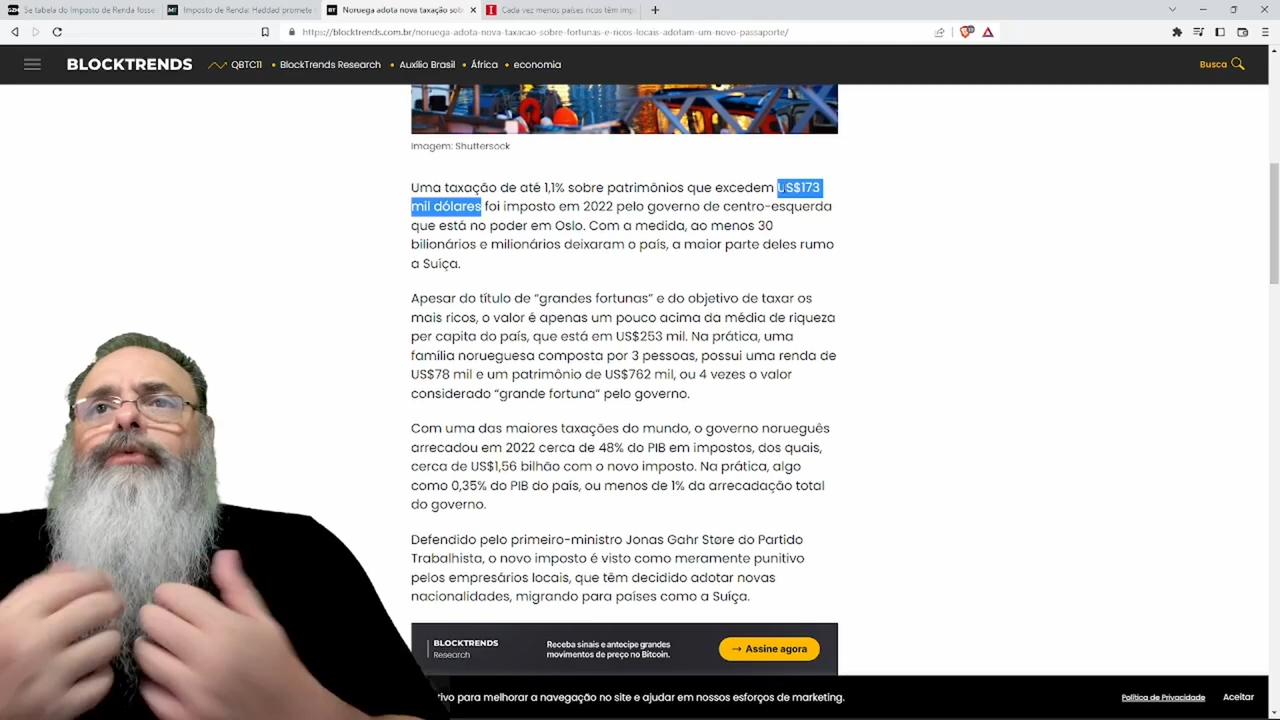 Se tabela do Imposto de Renda fosse
Imposto de Renda: Haddad promete
Noruega adota nova taxação sob
Cada vez menos países ricos têm imp
https://blocktrends.com.br/noruega-adota-nova-taxacao-sobre-fortunas-e-ricos-locais-adotam-um-novo-passaporte/
BLOCKTRENDS QBTC11 • BlockTrends Research • Auxílio Brasil • África • economia Busca
Imagem: Shuttersock
Uma taxação de até 1,1% sobre patrimônios que excedem US$173
mil dólares foi imposto em 2022 pelo governo de centro-esquerda
que está no poder em Oslo. Com a medida, ao menos 30
bilionários e milionários deixaram o país, a maior parte deles rumo
a Suíça.
Apesar do título de “grandes fortunas” e do objetivo de taxar os
mais ricos, o valor é apenas um pouco acima da média de riqueza
per capita do país, que está em US$253 mil. Na prática, uma
família norueguesa composta por 3 pessoas, possui uma renda de
US$78 mil e um patrimônio de US$762 mil, ou 4 vezes o valor
considerado “grande fortuna” pelo governo.
Com uma das maiores taxações do mundo, o governo norueguês
arrecadou em 2022 cerca de 48% do PIB em impostos, dos quais,
cerca de US$1,56 bilhão com o novo imposto. Na prática, algo
como 0,35% do PIB do país, ou menos de 1% da arrecadação total
do governo.
Defendido pelo primeiro-ministro Jonas Gahr Støre do Partido
Trabalhista, o novo imposto é visto como meramente punitivo
pelos empresários locais, que têm decidido adotar novas
nacionalidades, migrando para países como a Suíça.
BLOCKTRENDS
Research
Receba sinais e antecipe grandes
movimentos de preço no Bitcoin.
→ Assine agora
tivo para melhorar a navegação no site e ajudar em nossos esforços de marketing.
Política de Privacidade
Aceitar